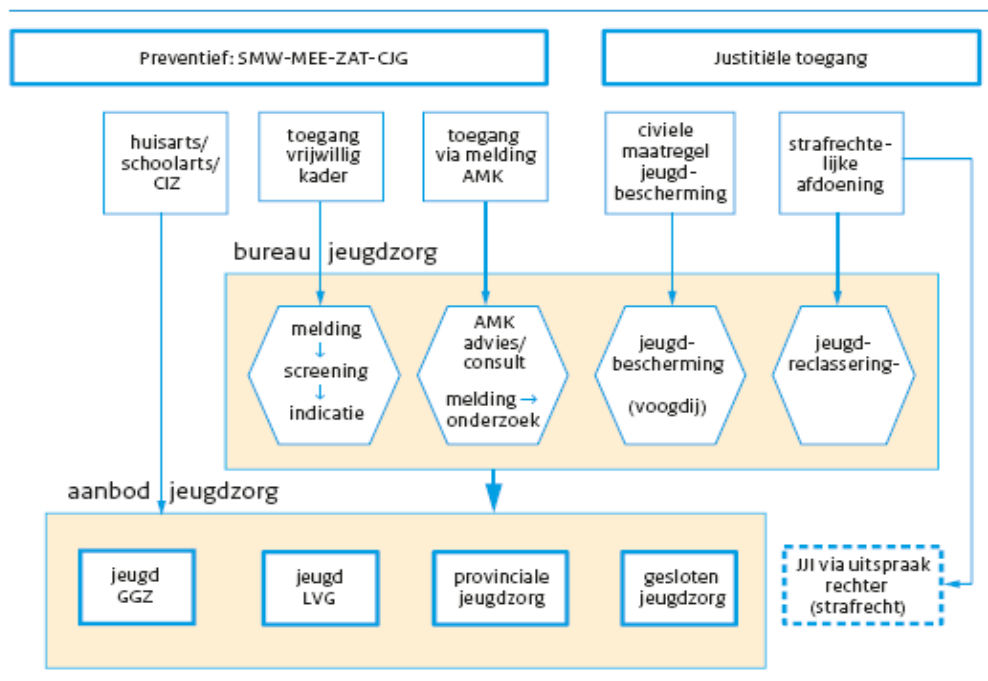 Preventief: SMW-MEE-ZAT-CJG
Justitiële toegang
huisarts/
schoolarts/
CIZ
toegang
vrijwillig
kader
toegang
via melding
AMK
civiele
maatregel
jeugd-
bescherming
strafrechte-
lijke
afdoening
bureau jeugdzorg
melding
↓
screening
↓
indicatie
AMK
advies/
consult
melding →
onderzoek
jeugd-
bescherming
(voogdij)
jeugd-
reclassering-
aanbod jeugdzorg
jeugd
GGZ
jeugd
LVG
provinciale
jeugdzorg
gesloten
jeugdzorg
JJI via uitspraak
rechter
(strafrecht)